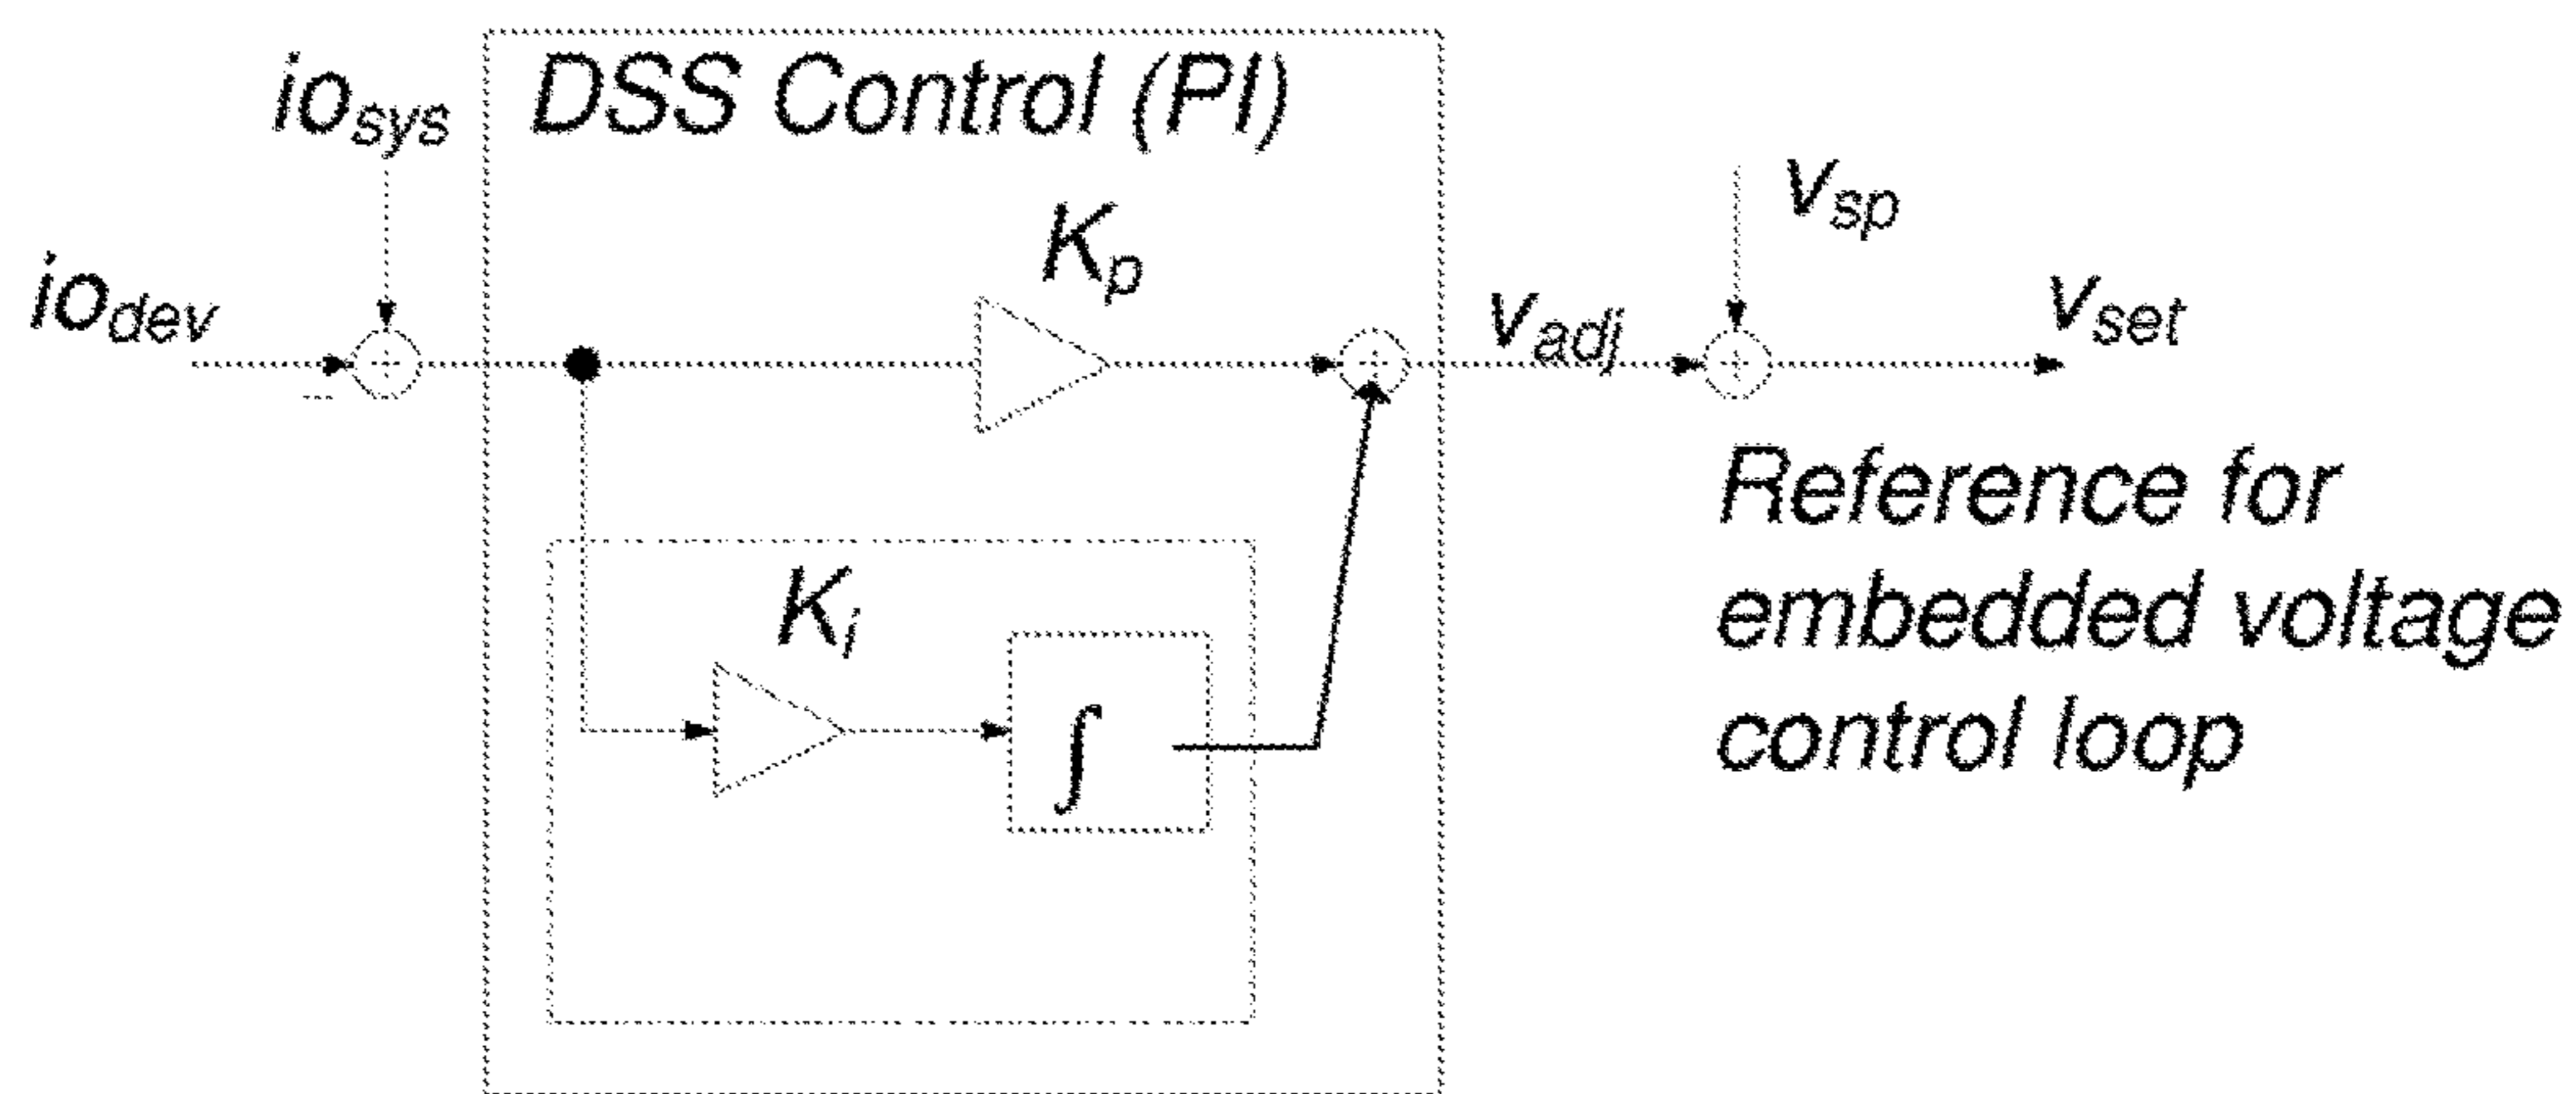 io_sys
DSS Control (PI)
v_sp
K_p
io_dev
v_adj
v_set
–
Reference for
embedded voltage
control loop
K_i
∫